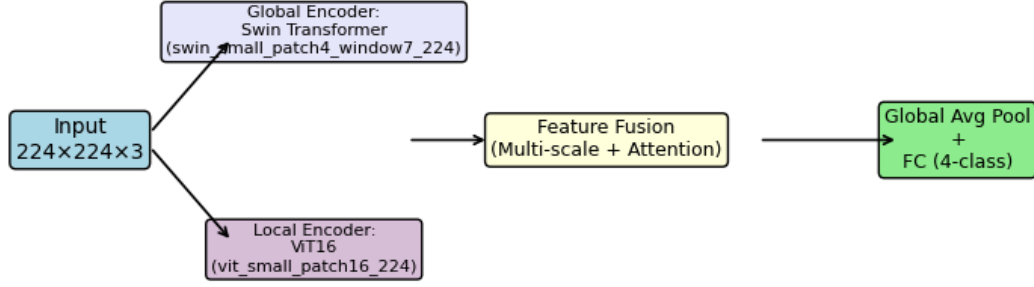 Global Encoder:
Swin Transformer
(swin_small_patch4_window7_224)
Input
224×224×3
Feature Fusion
(Multi-scale + Attention)
Global Avg Pool
+
FC (4-class)
Local Encoder:
ViT16
(vit_small_patch16_224)